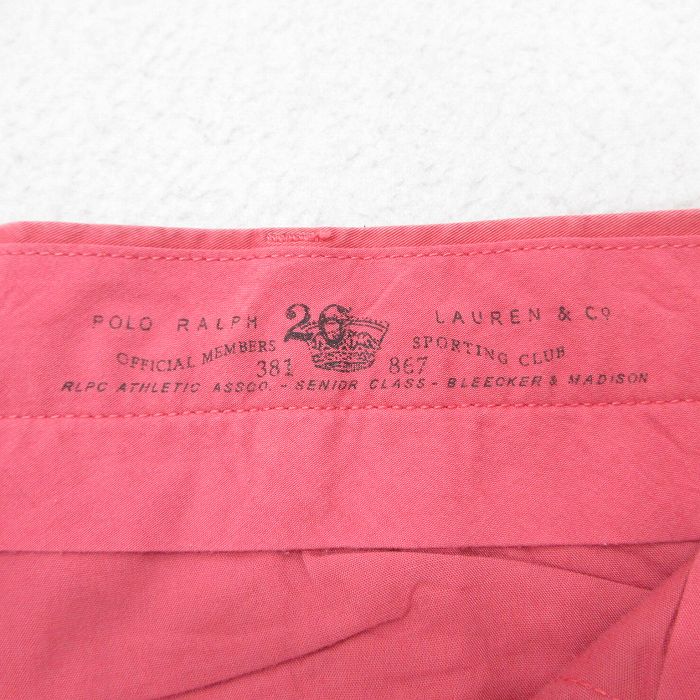 POLO RALPH 26 LAUREN & Co
OFFICIAL MEMBERS SPORTING CLUB
381 867
RLPC ATHLETIC ASSCO. - SENIOR CLASS - BLEECKER & MADISON